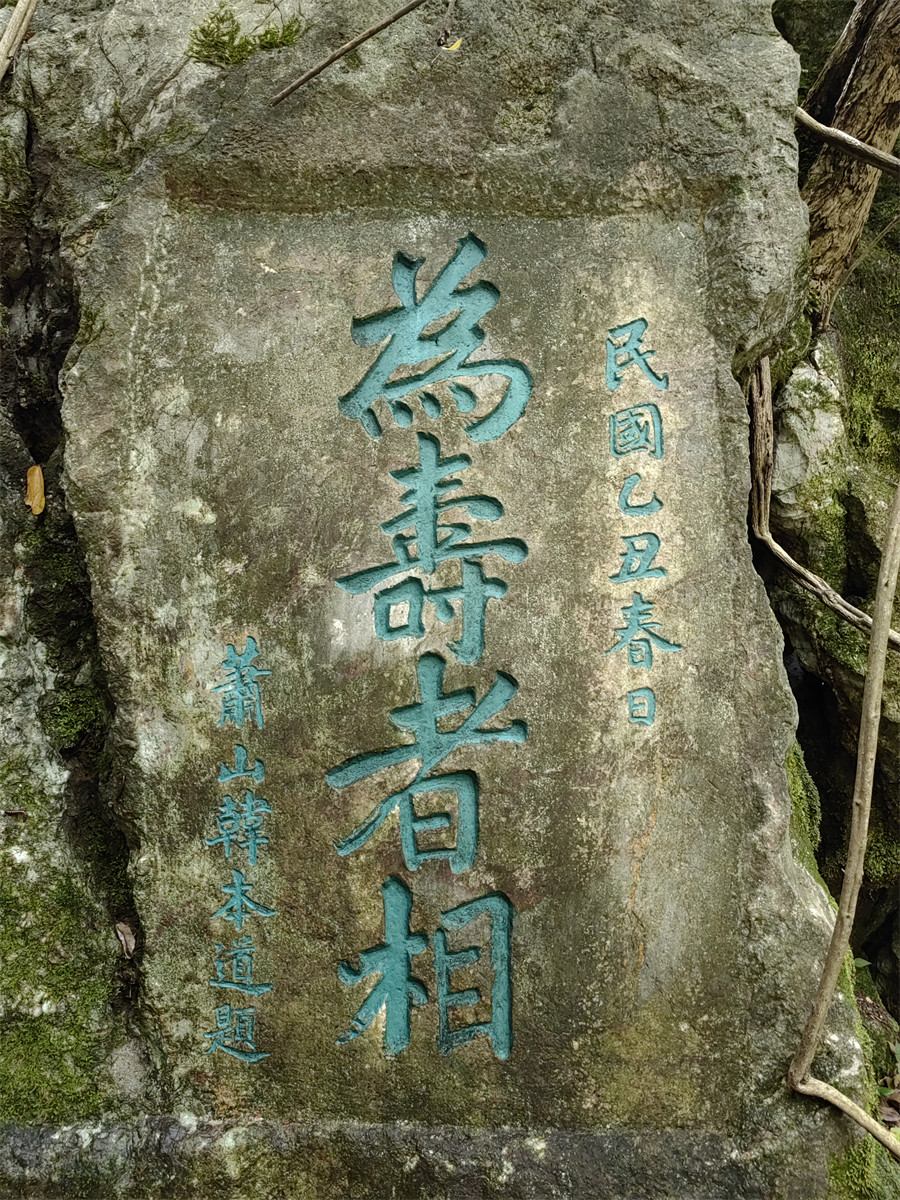 民國乙丑春日
為壽者相
蕭山韓本道題